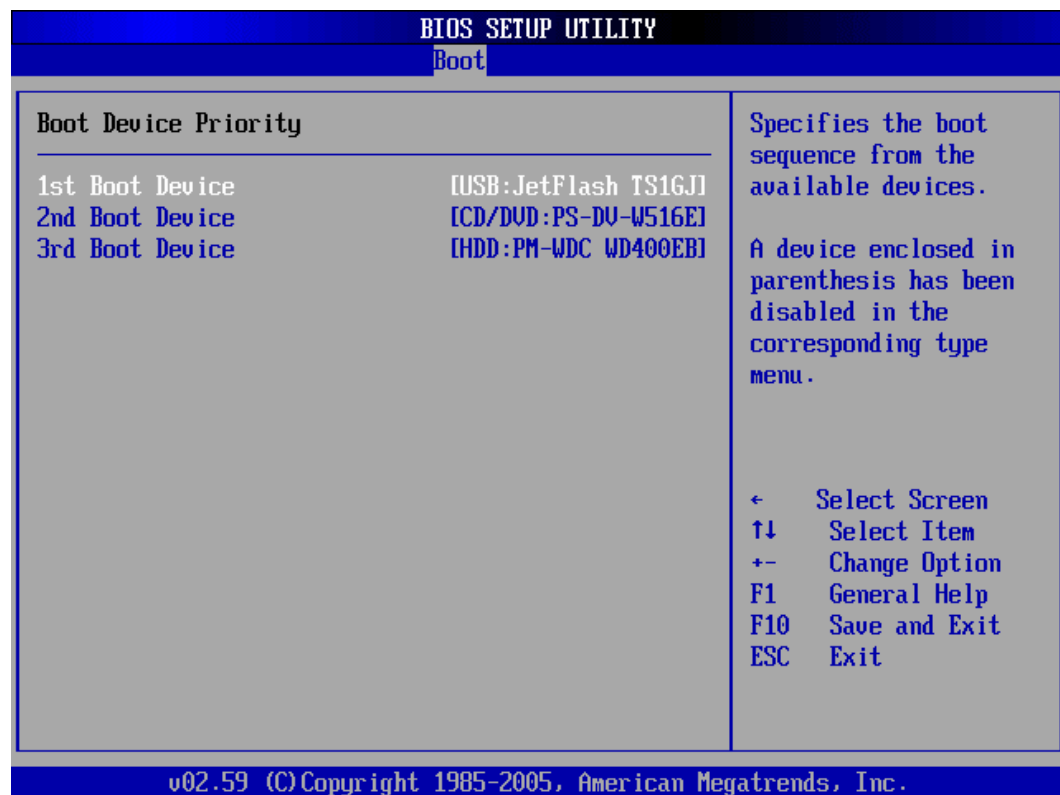 BIOS SETUP UTILITY
Boot
Boot Device Priority
1st Boot Device [USB:JetFlash TS1GJ]
2nd Boot Device [CD/DVD:PS-DV-W516E]
3rd Boot Device [HDD:PM-WDC WD400EB]
Specifies the boot
sequence from the
available devices.
A device enclosed in
parenthesis has been
disabled in the
corresponding type
menu.
← Select Screen
↑↓ Select Item
+- Change Option
F1 General Help
F10 Save and Exit
ESC Exit
v02.59 (C)Copyright 1985-2005, American Megatrends, Inc.